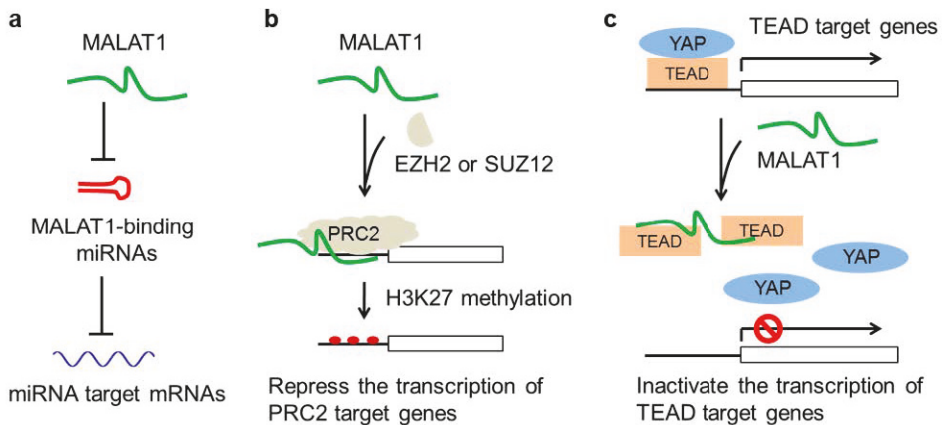 a
MALAT1
MALAT1-binding
miRNAs
miRNA target mRNAs
b
MALAT1
EZH2 or SUZ12
PRC2
H3K27 methylation
Repress the transcription of
PRC2 target genes
c
YAP
TEAD target genes
TEAD
MALAT1
TEAD
TEAD
YAP
YAP
Inactivate the transcription of
TEAD target genes